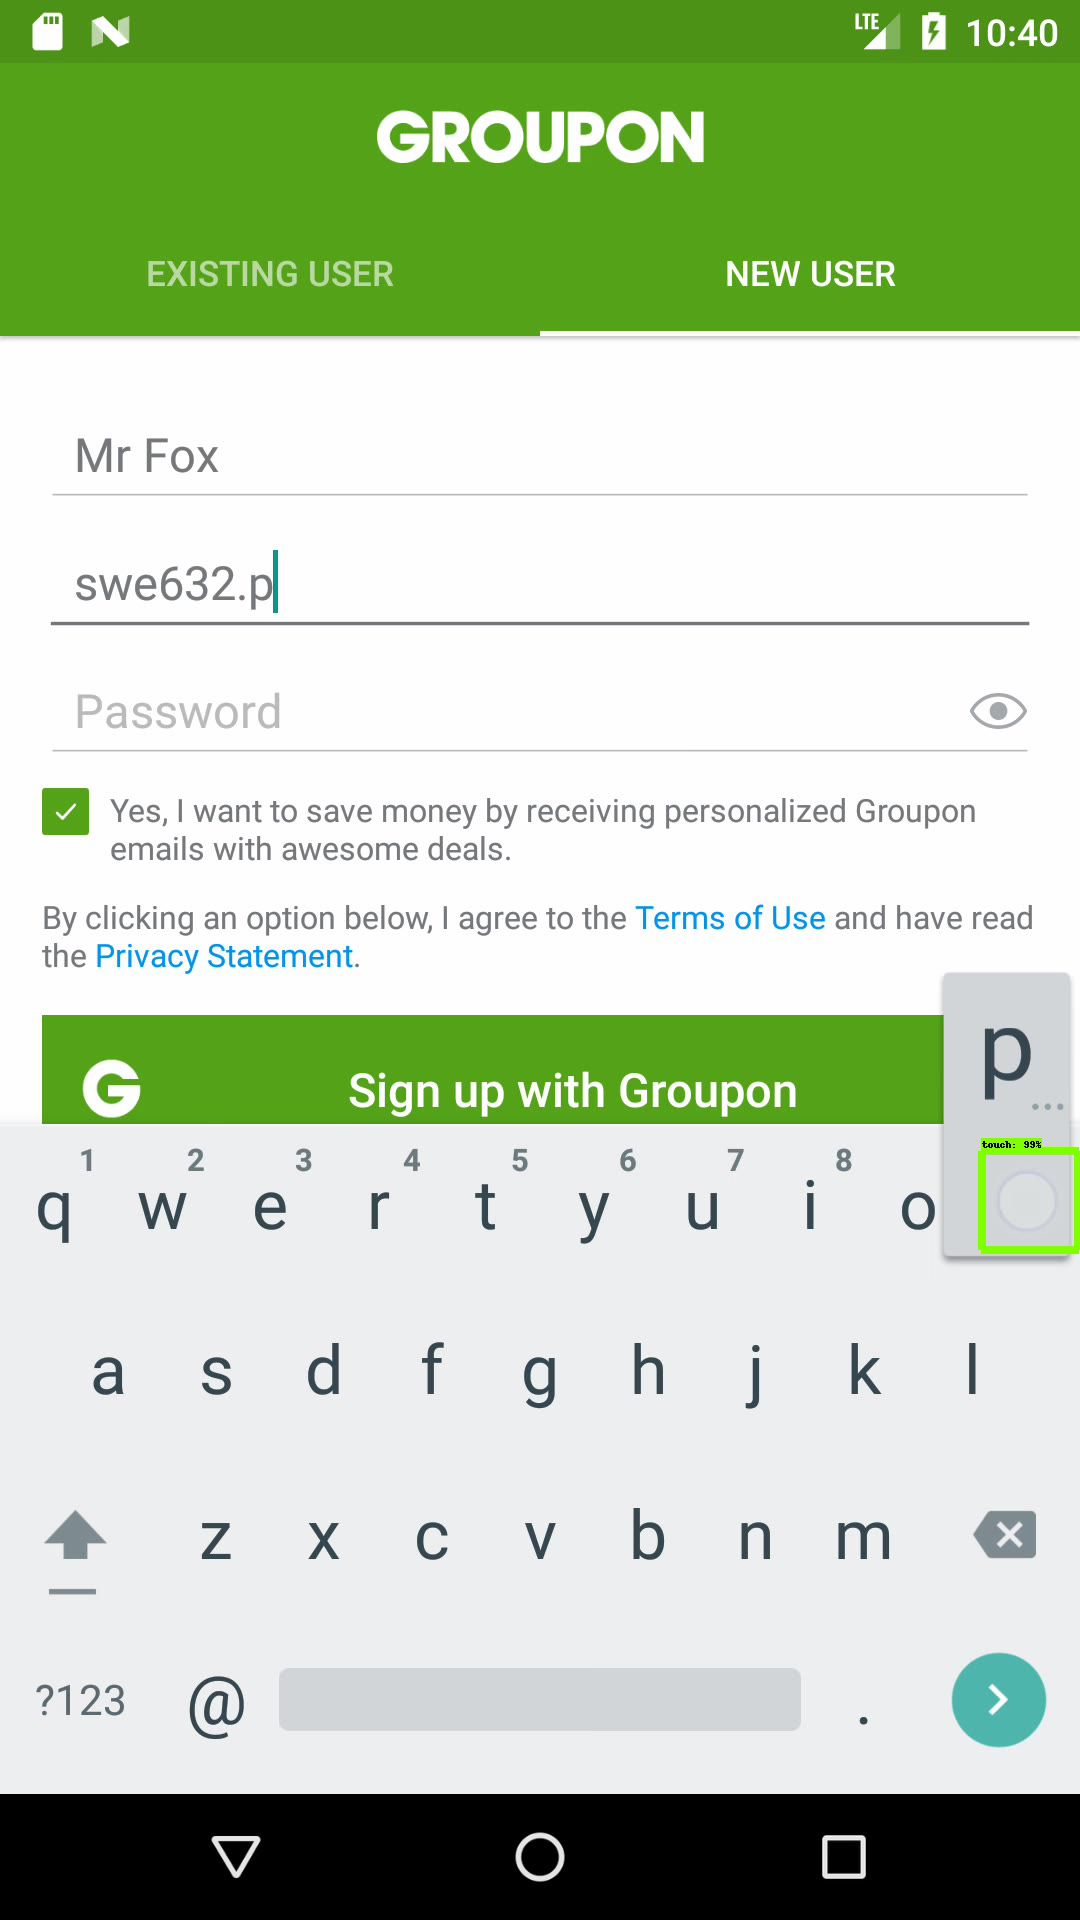 LTE 10:40
GROUPON
EXISTING USER NEW USER
Mr Fox
swe632.p
Password
Yes, I want to save money by receiving personalized Groupon
emails with awesome deals.
By clicking an option below, I agree to the Terms of Use and have read
the Privacy Statement.
p
...
G Sign up with Groupon
touch: 99%
1 2 3 4 5 6 7 8
q w e r t y u i o
a s d f g h j k l
z x c v b n m
?123 @ .